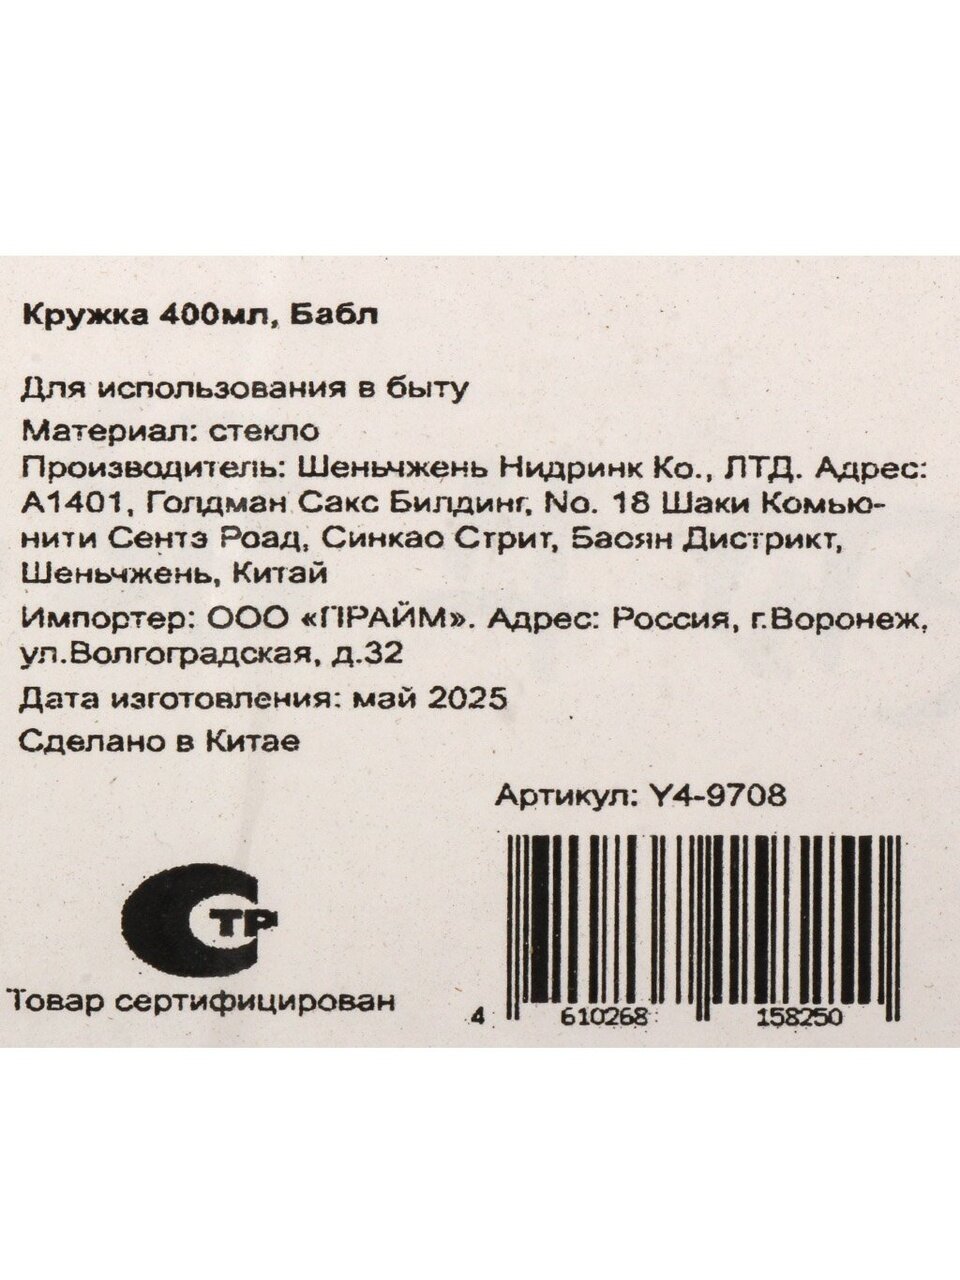 Кружка 400мл, Бабл
Для использования в быту
Материал: стекло
Производитель: Шеньчжень Нидринк Ко., ЛТД. Адрес:
А1401, Голдман Сакс Билдинг, No. 18 Шаки Комью-
нити Сентэ Роад, Синкао Стрит, Басян Дистрикт,
Шеньчжень, Китай
Импортер: ООО «ПРАЙМ». Адрес: Россия, г.Воронеж,
ул.Волгоградская, д.32
Дата изготовления: май 2025
Сделано в Китае
Артикул: Y4-9708
СТР
Товар сертифицирован
4 610268 158250